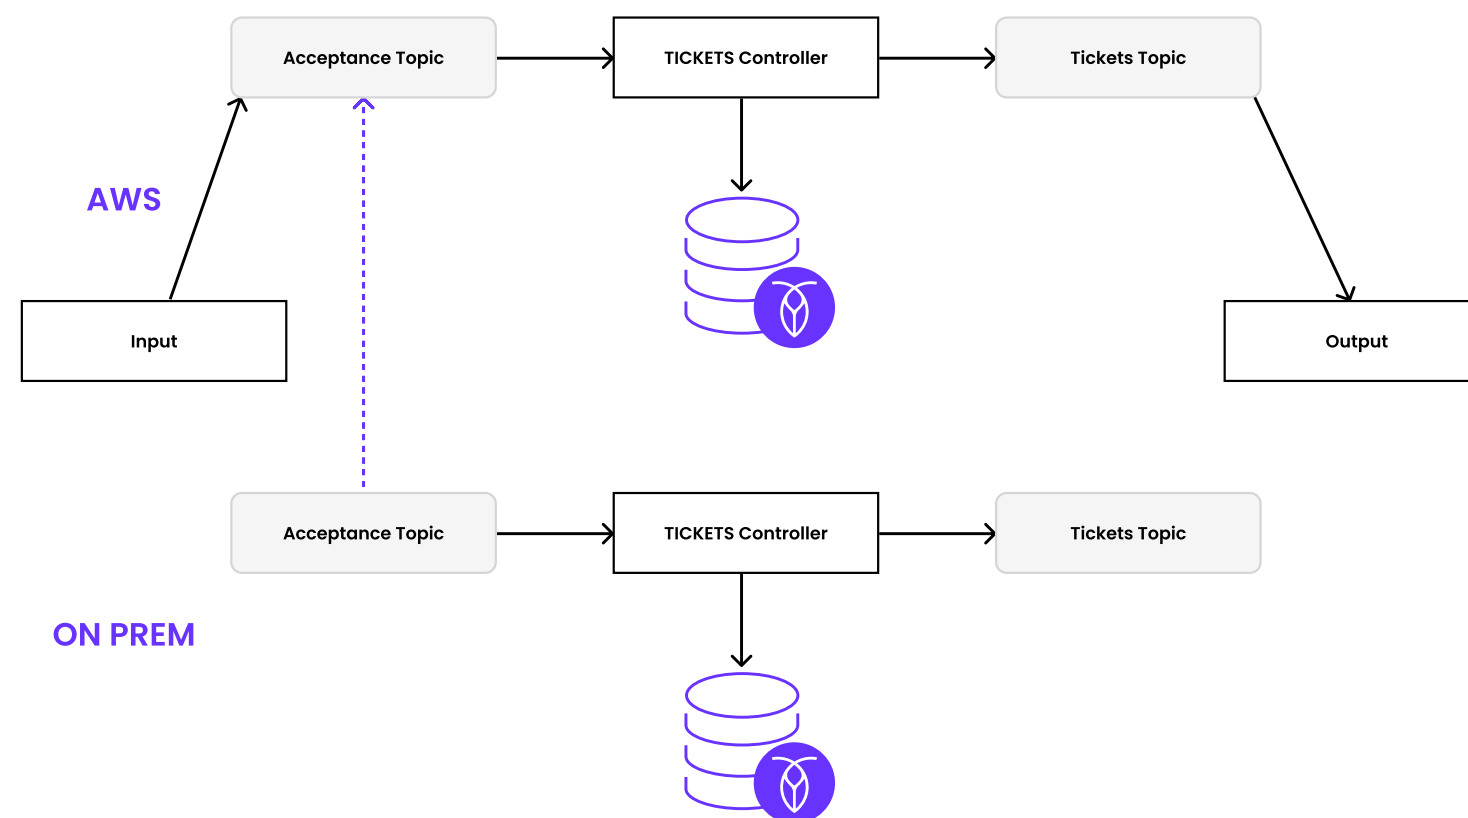 Acceptance Topic
TICKETS Controller
Tickets Topic
AWS
Input
Output
Acceptance Topic
TICKETS Controller
Tickets Topic
ON PREM